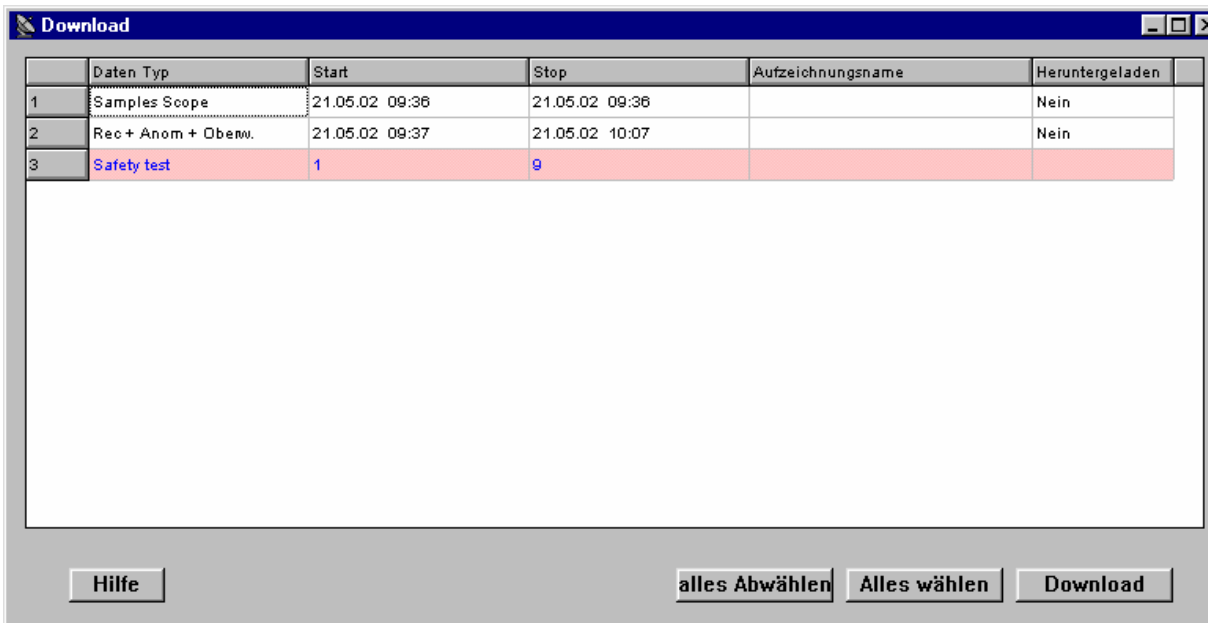 Download
Daten Typ Start Stop Aufzeichnungsname Heruntergeladen
1 Samples Scope 21.05.02 09:36 21.05.02 09:36 Nein
2 Rec + Anom + Oberw. 21.05.02 09:37 21.05.02 10:07 Nein
3 Safety test 1 9
Hilfe alles Abwählen Alles wählen Download